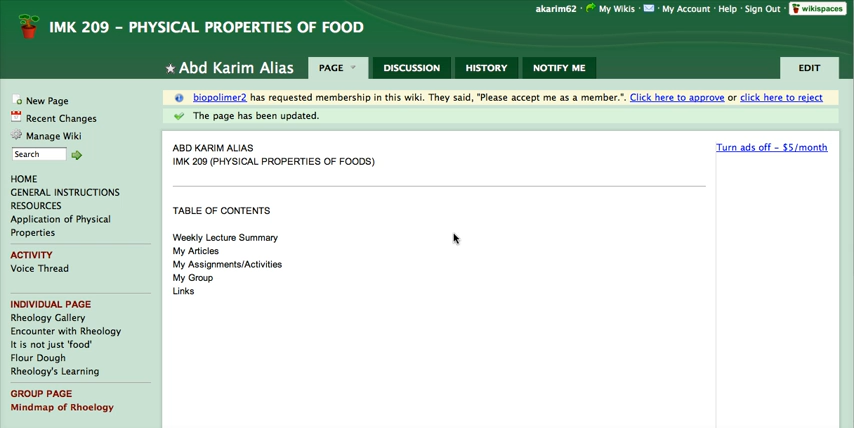 akarim62 · My Wikis · My Account · Help · Sign Out · wikispaces
IMK 209 – PHYSICAL PROPERTIES OF FOOD
Abd Karim Alias
PAGE
DISCUSSION
HISTORY
NOTIFY ME
EDIT
New Page
Recent Changes
Manage Wiki
Search
HOME
GENERAL INSTRUCTIONS
RESOURCES
Application of Physical
Properties
ACTIVITY
Voice Thread
INDIVIDUAL PAGE
Rheology Gallery
Encounter with Rheology
It is not just 'food'
Flour Dough
Rheology's Learning
GROUP PAGE
Mindmap of Rhoelogy
biopolimer2 has requested membership in this wiki. They said, "Please accept me as a member.". Click here to approve or click here to reject
The page has been updated.
ABD KARIM ALIAS
IMK 209 (PHYSICAL PROPERTIES OF FOODS)
TABLE OF CONTENTS
Weekly Lecture Summary
My Articles
My Assignments/Activities
My Group
Links
Turn ads off – $5/month